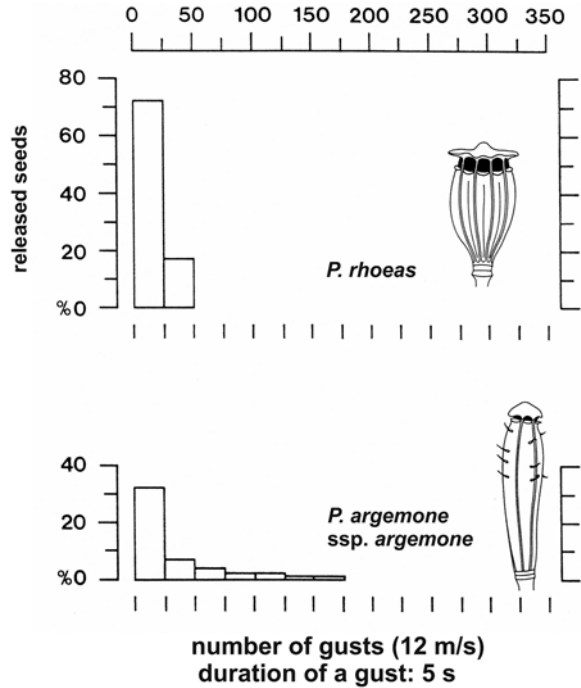 0 50 100 150 200 250 300 350
released seeds
80
60
40
20
%0
P. rhoeas
40
20
%0
P. argemone
ssp. argemone
number of gusts (12 m/s)
duration of a gust: 5 s